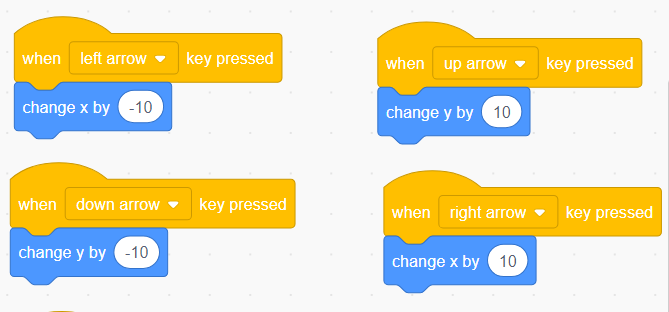 when left arrow key pressed
change x by -10
when up arrow key pressed
change y by 10
when down arrow key pressed
change y by -10
when right arrow key pressed
change x by 10